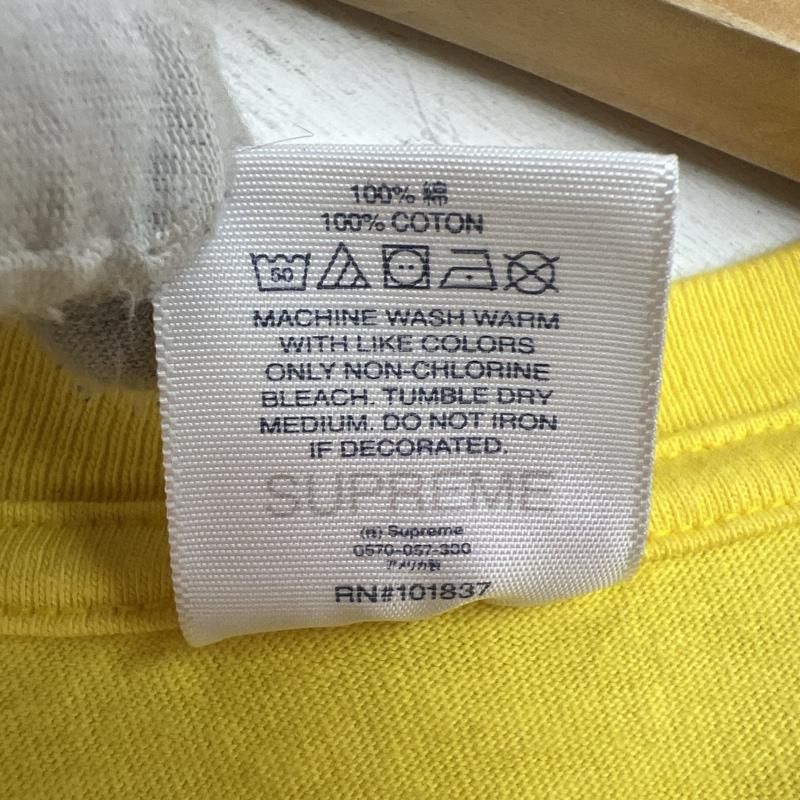 100% 綿
100% COTON
50
MACHINE WASH WARM
WITH LIKE COLORS
ONLY NON-CHLORINE
BLEACH. TUMBLE DRY
MEDIUM. DO NOT IRON
IF DECORATED.
SUPREME
(株) Supreme
0570-057-300
アメリカ製
RN#101837